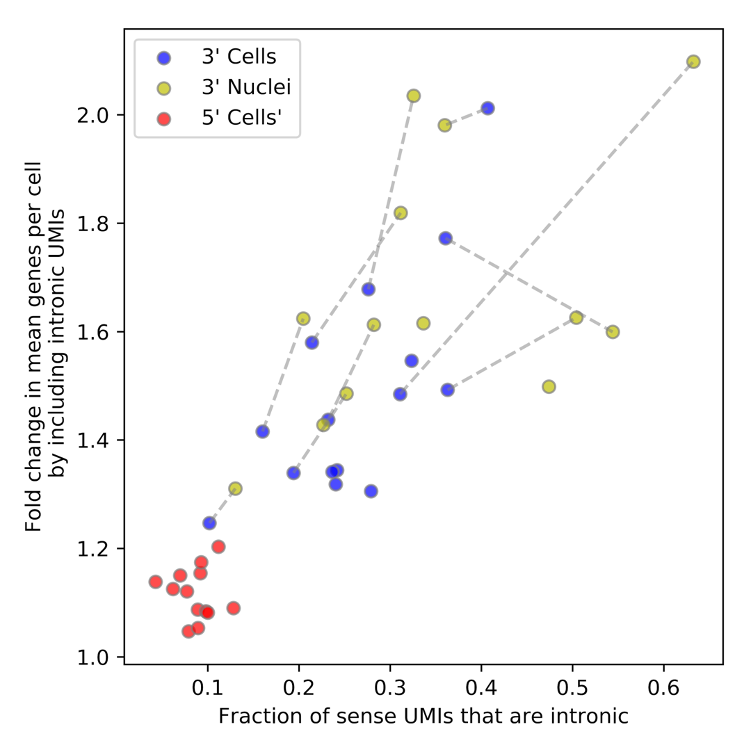 3' Cells
3' Nuclei
5' Cells'
Fold change in mean genes per cell
by including intronic UMIs
2.0
1.8
1.6
1.4
1.2
1.0
0.1 0.2 0.3 0.4 0.5 0.6
Fraction of sense UMIs that are intronic